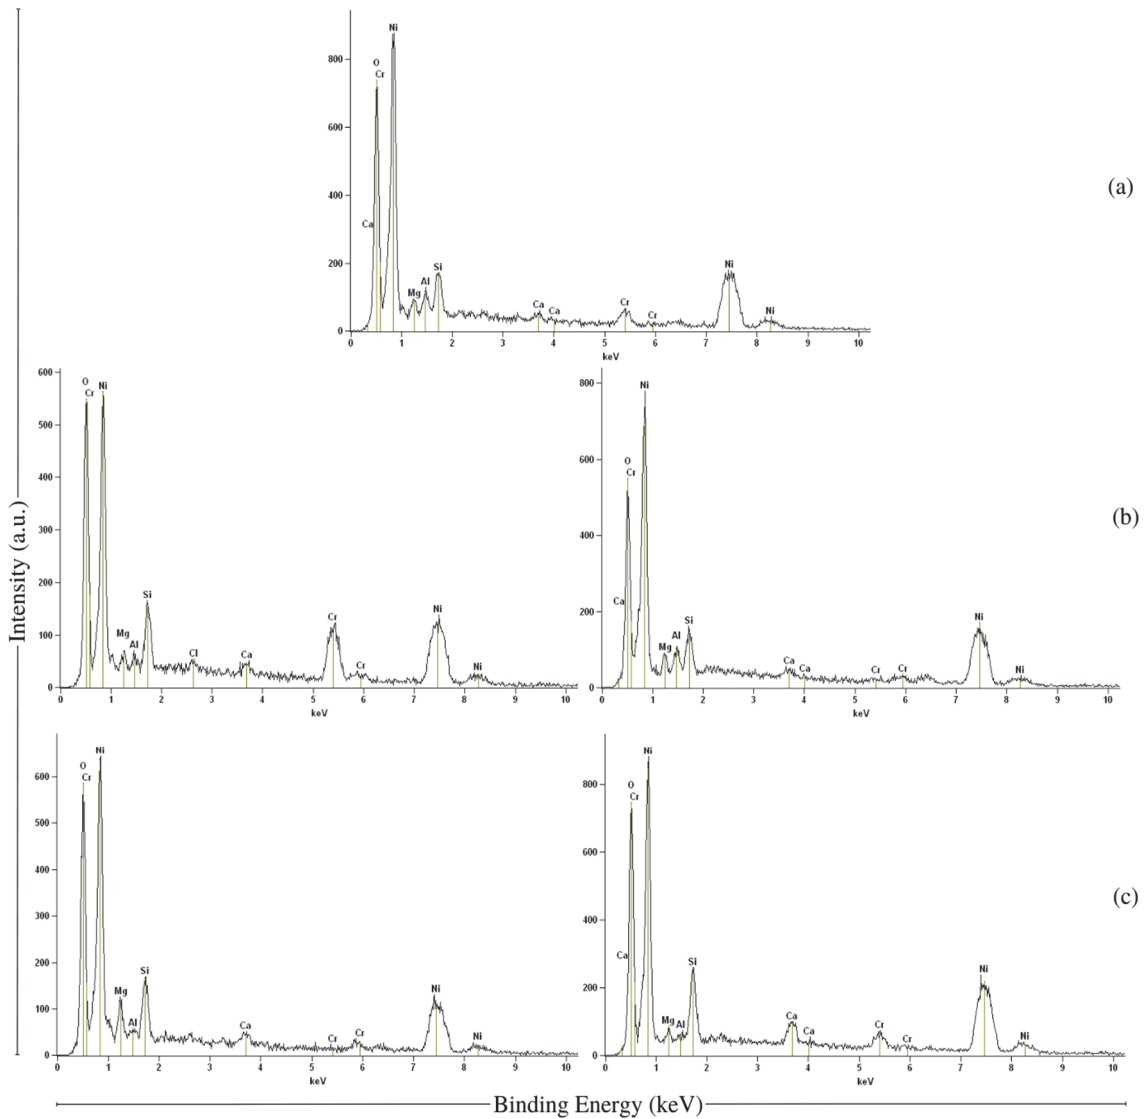 Intensity (a.u.)
Ni
O
Cr
800
600
400
Ca
200
0
Mg
Al
Si
Ca
Ca
Cr
Cr
Ni
Ni
0 1 2 3 4 5 6 7 8 9 10
keV
(a)
600
O
Cr
Ni
500
400
300
200
100
0
Mg
Al
Si
Cl
Ca
Cr
Cr
Ni
Ni
0 1 2 3 4 5 6 7 8 9 10
keV
800
Ni
O
Cr
600
400
Ca
200
0
Mg
Al
Si
Ca
Ca
Cr
Cr
Ni
Ni
0 1 2 3 4 5 6 7 8 9 10
keV
(b)
Ni
O
Cr
600
500
400
300
200
100
0
Mg
Al
Si
Ca
Cr
Cr
Ni
Ni
0 1 2 3 4 5 6 7 8 9 10
keV
Ni
O
Cr
800
600
400
Ca
200
0
Mg
Al
Si
Ca
Ca
Cr
Cr
Ni
Ni
0 1 2 3 4 5 6 7 8 9 10
keV
(c)
Binding Energy (keV)